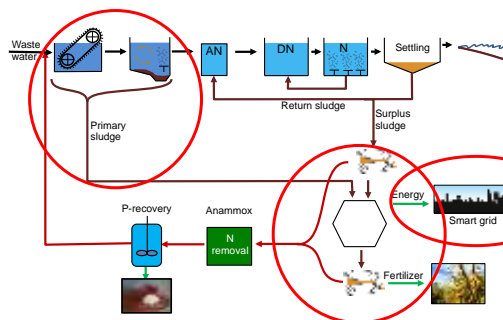 Waste
water
AN
DN
N
Settling
Return sludge
Primary
sludge
Surplus
sludge
P-recovery
Anammox
N
removal
Energy
Smart grid
Fertilizer